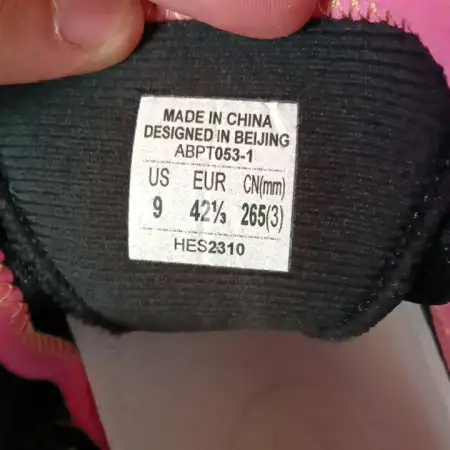 MADE IN CHINA
DESIGNED IN BEIJING
ABPT053-1
US EUR CN(mm)
9 42⅓ 265(3)
HES2310